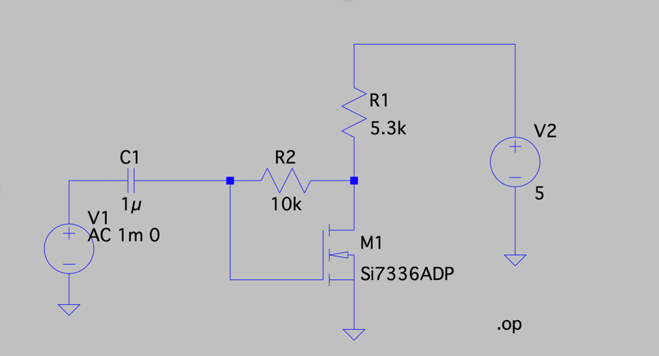 R1
5.3k
V2
5
C1
1µ
R2
10k
V1
AC 1m 0
M1
Si7336ADP
.op